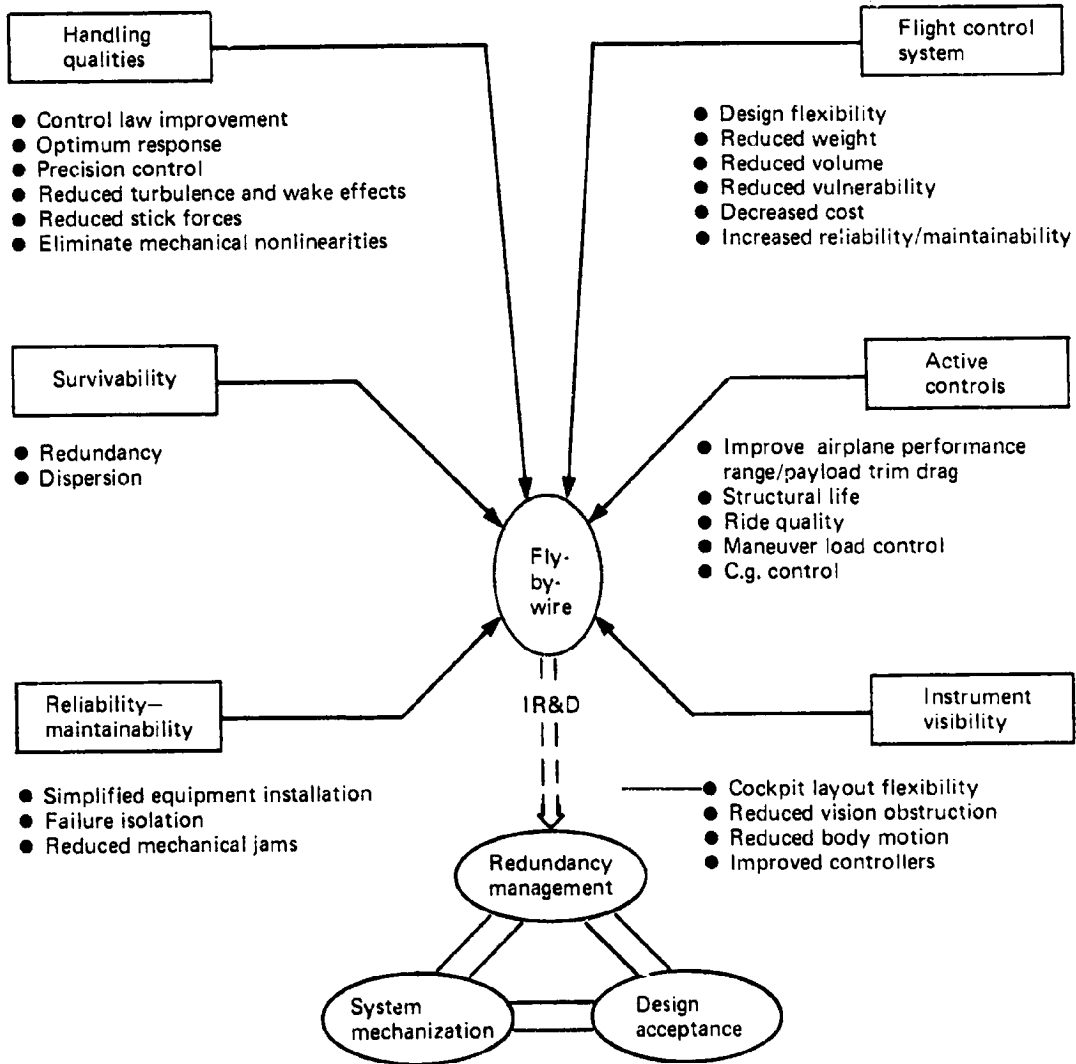 Handling
qualities
● Control law improvement
● Optimum response
● Precision control
● Reduced turbulence and wake effects
● Reduced stick forces
● Eliminate mechanical nonlinearities
Flight control
system
● Design flexibility
● Reduced weight
● Reduced volume
● Reduced vulnerability
● Decreased cost
● Increased reliability/maintainability
Survivability
● Redundancy
● Dispersion
Active
controls
● Improve airplane performance
range/payload trim drag
● Structural life
● Ride quality
● Maneuver load control
● C.g. control
Fly-
by-
wire
Reliability—
maintainability
● Simplified equipment installation
● Failure isolation
● Reduced mechanical jams
IR&D
Instrument
visibility
● Cockpit layout flexibility
● Reduced vision obstruction
● Reduced body motion
● Improved controllers
Redundancy
management
System
mechanization
Design
acceptance